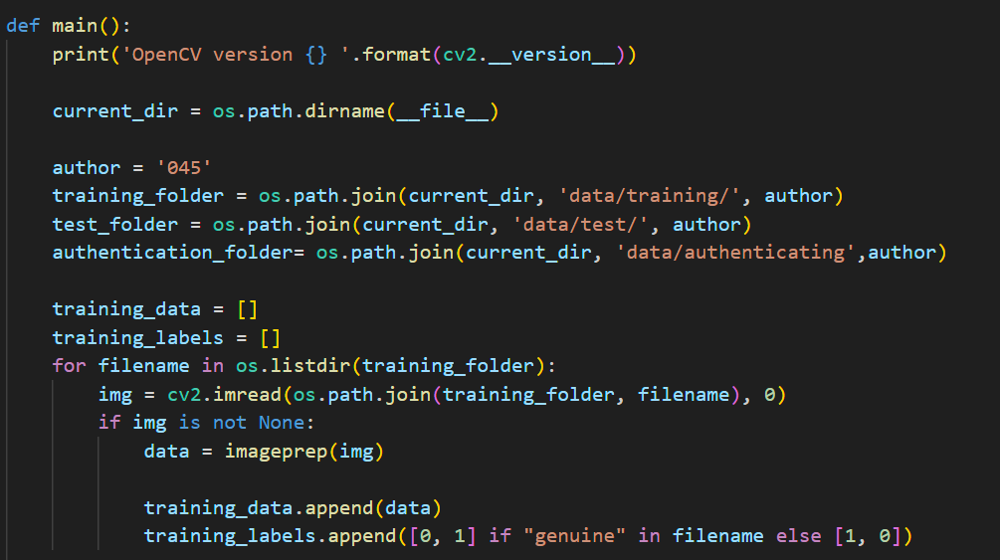 def main():
    print('OpenCV version {} '.format(cv2.__version__))
    current_dir = os.path.dirname(__file__)
    author = '045'
    training_folder = os.path.join(current_dir, 'data/training/', author)
    test_folder = os.path.join(current_dir, 'data/test/', author)
    authentication_folder= os.path.join(current_dir, 'data/authenticating',author)
    training_data = []
    training_labels = []
    for filename in os.listdir(training_folder):
        img = cv2.imread(os.path.join(training_folder, filename), 0)
        if img is not None:
            data = imageprep(img)
            training_data.append(data)
            training_labels.append([0, 1] if "genuine" in filename else [1, 0])